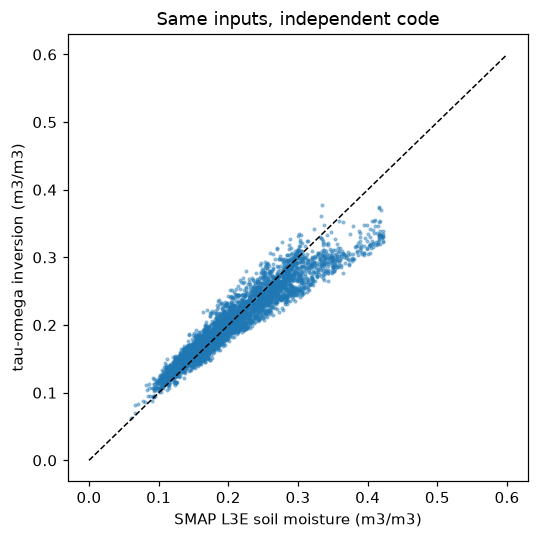 Same inputs, independent code
0.6
0.5
0.4
0.3
0.2
0.1
0.0
tau-omega inversion (m3/m3)
0.0 0.1 0.2 0.3 0.4 0.5 0.6
SMAP L3E soil moisture (m3/m3)